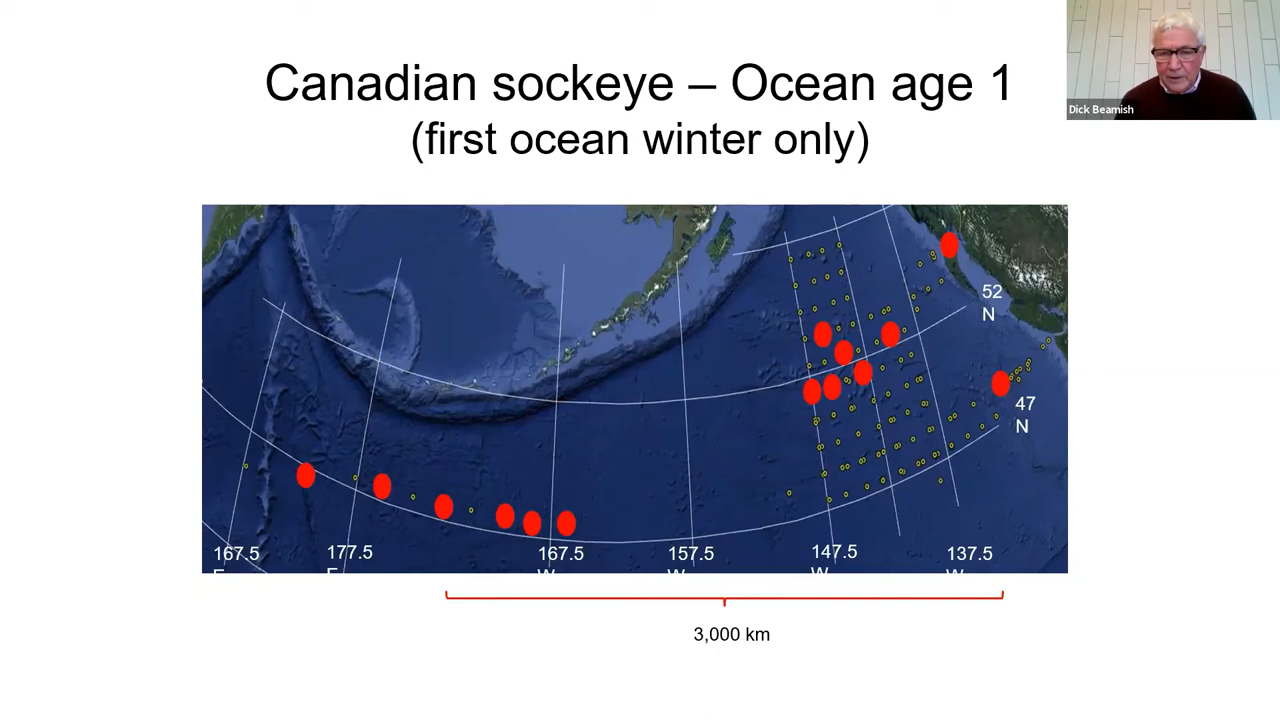 Canadian sockeye – Ocean age 1
(first ocean winter only)
Dick Beamish
52
N
47
N
167.5
E
177.5
E
167.5
W
157.5
W
147.5
W
137.5
W
3,000 km